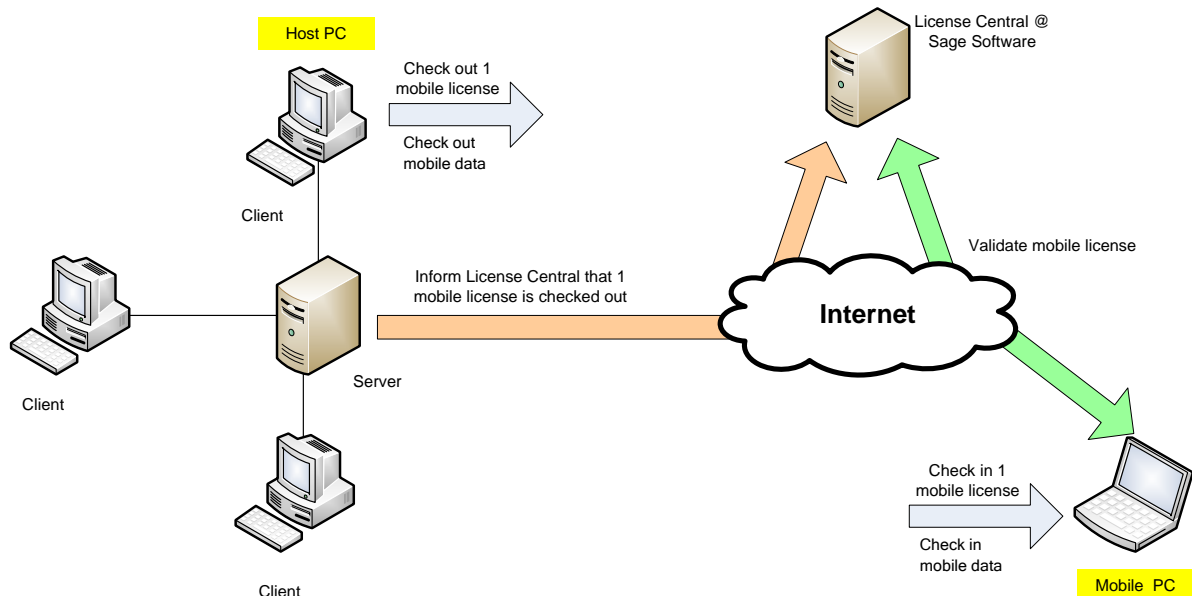 Host PC
License Central @
Sage Software
Check out 1
mobile license
Check out
mobile data
Client
Validate mobile license
Inform License Central that 1
mobile license is checked out
Internet
Server
Client
Check in 1
mobile license
Check in
mobile data
Client
Mobile PC